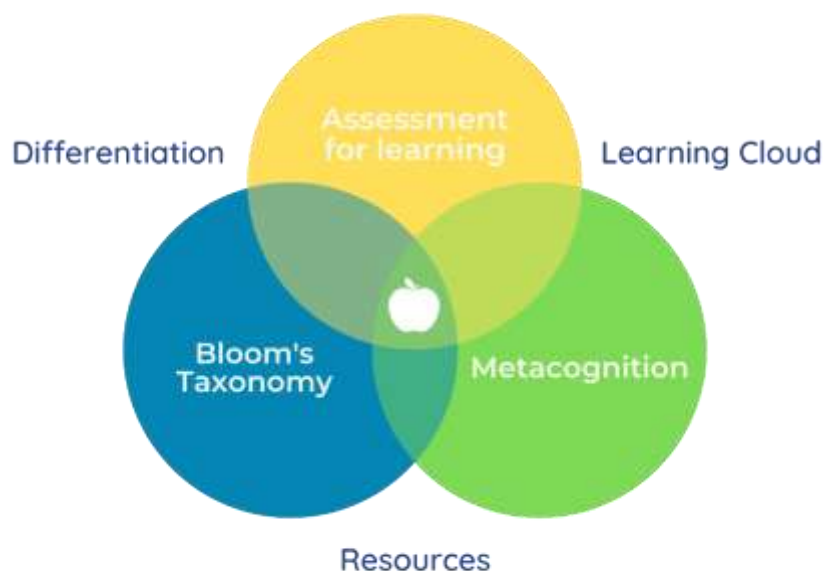 Assessment
for learning
Differentiation
Learning Cloud
Bloom's
Taxonomy
Metacognition
Resources